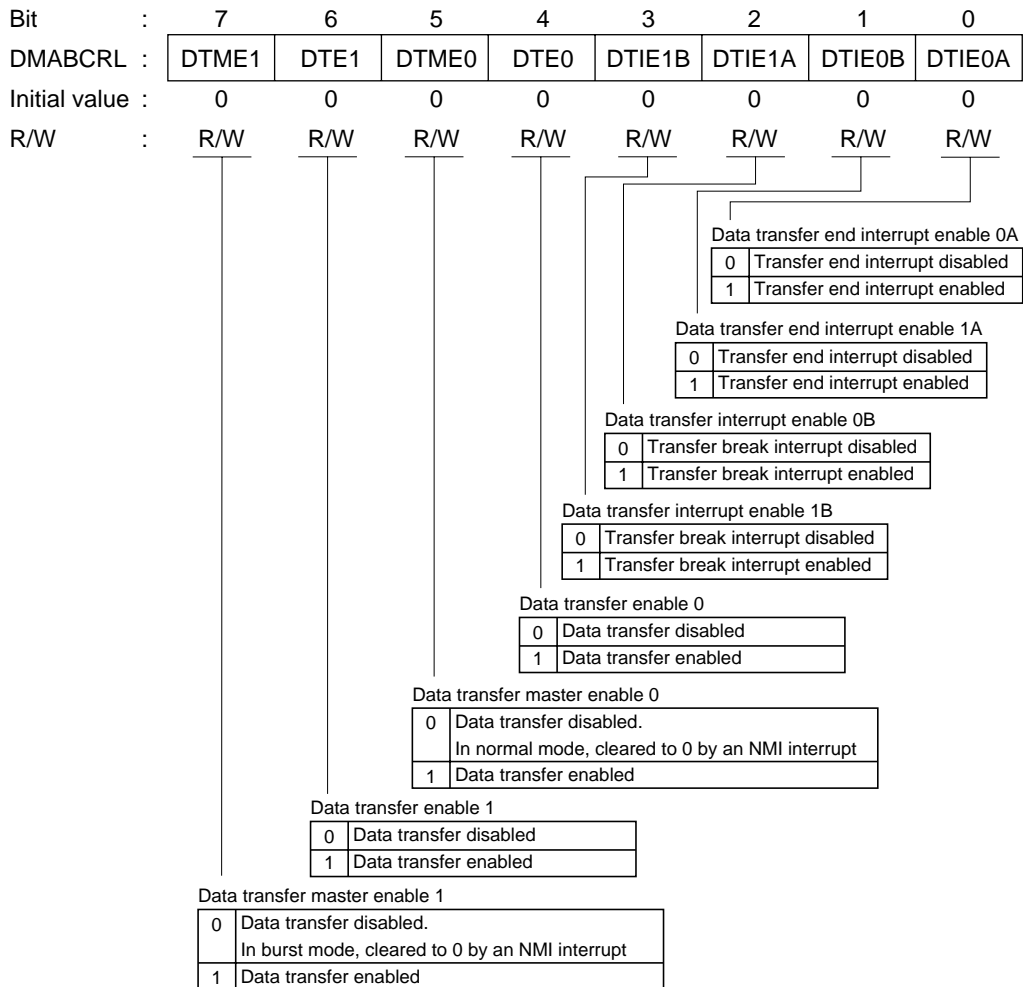 Bit : 7 6 5 4 3 2 1 0
DMABCRL : DTME1 DTE1 DTME0 DTE0 DTIE1B DTIE1A DTIE0B DTIE0A
Initial value : 0 0 0 0 0 0 0 0
R/W : R/W R/W R/W R/W R/W R/W R/W R/W
Data transfer end interrupt enable 0A
0 Transfer end interrupt disabled
1 Transfer end interrupt enabled
Data transfer end interrupt enable 1A
0 Transfer end interrupt disabled
1 Transfer end interrupt enabled
Data transfer interrupt enable 0B
0 Transfer break interrupt disabled
1 Transfer break interrupt enabled
Data transfer interrupt enable 1B
0 Transfer break interrupt disabled
1 Transfer break interrupt enabled
Data transfer enable 0
0 Data transfer disabled
1 Data transfer enabled
Data transfer master enable 0
0 Data transfer disabled.
In normal mode, cleared to 0 by an NMI interrupt
1 Data transfer enabled
Data transfer enable 1
0 Data transfer disabled
1 Data transfer enabled
Data transfer master enable 1
0 Data transfer disabled.
In burst mode, cleared to 0 by an NMI interrupt
1 Data transfer enabled